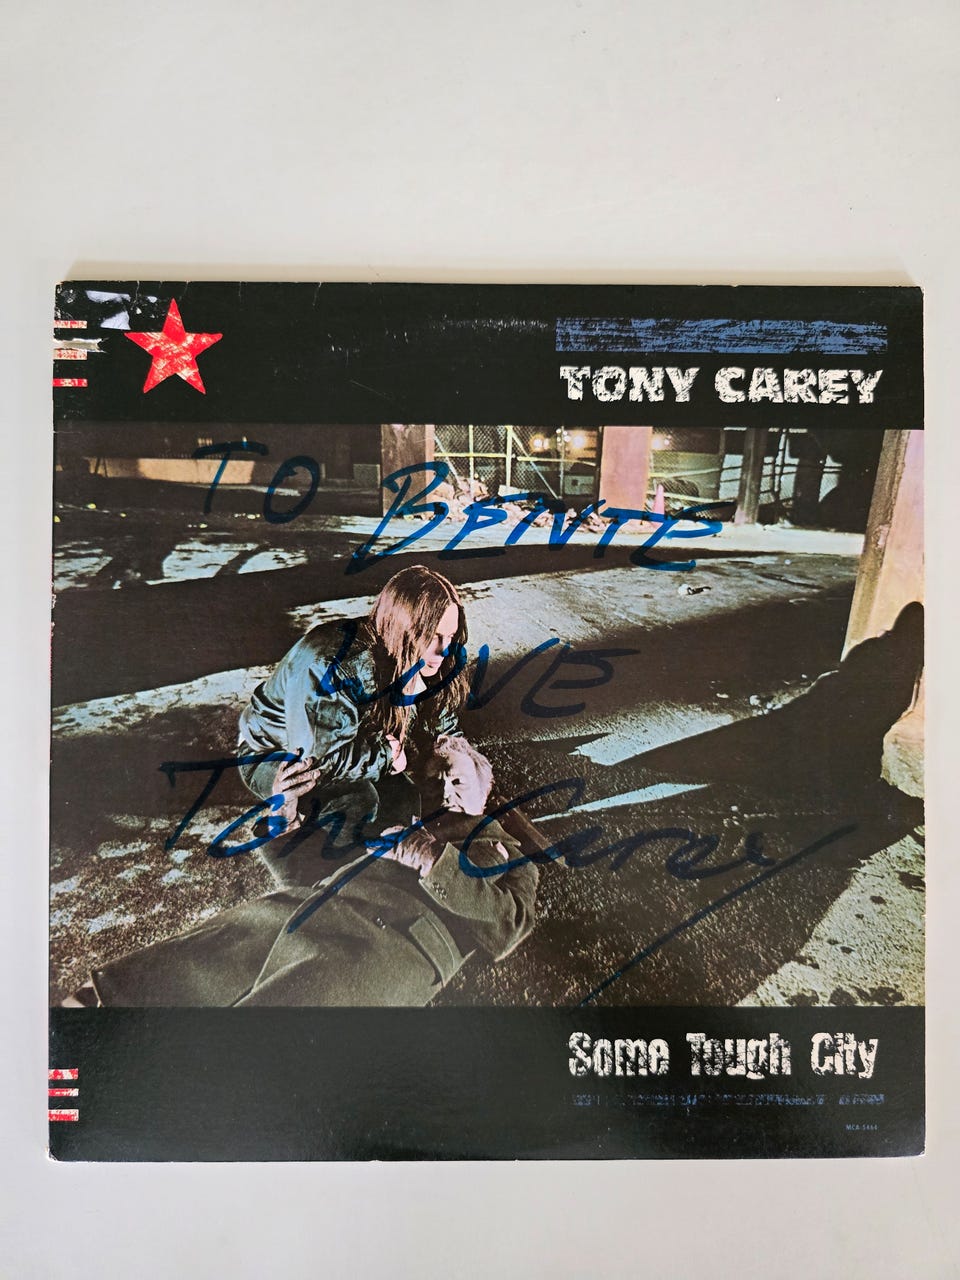 TONY CAREY
TO BENTE
LOVE
Tony Carey
Some Tough City
MCA-5464